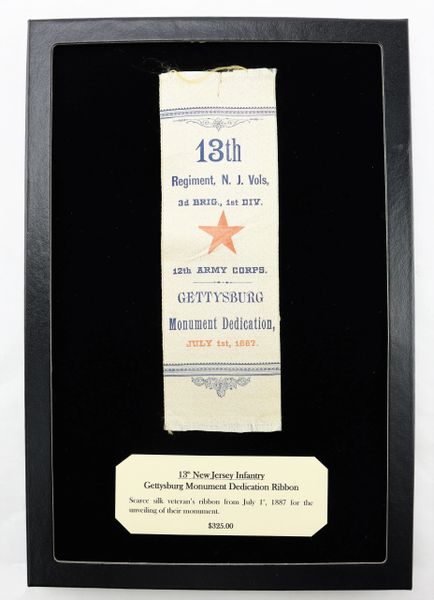 13th
Regiment, N. J. Vols,
3d BRIG., 1st DIV.
12th ARMY CORPS.
GETTYSBURG
Monument Dedication,
JULY 1st, 1887.
13th New Jersey Infantry
Gettysburg Monument Dedication Ribbon
Scarce silk veteran's ribbon from July 1', 1887 for the
unveiling of their monument.
$325.00